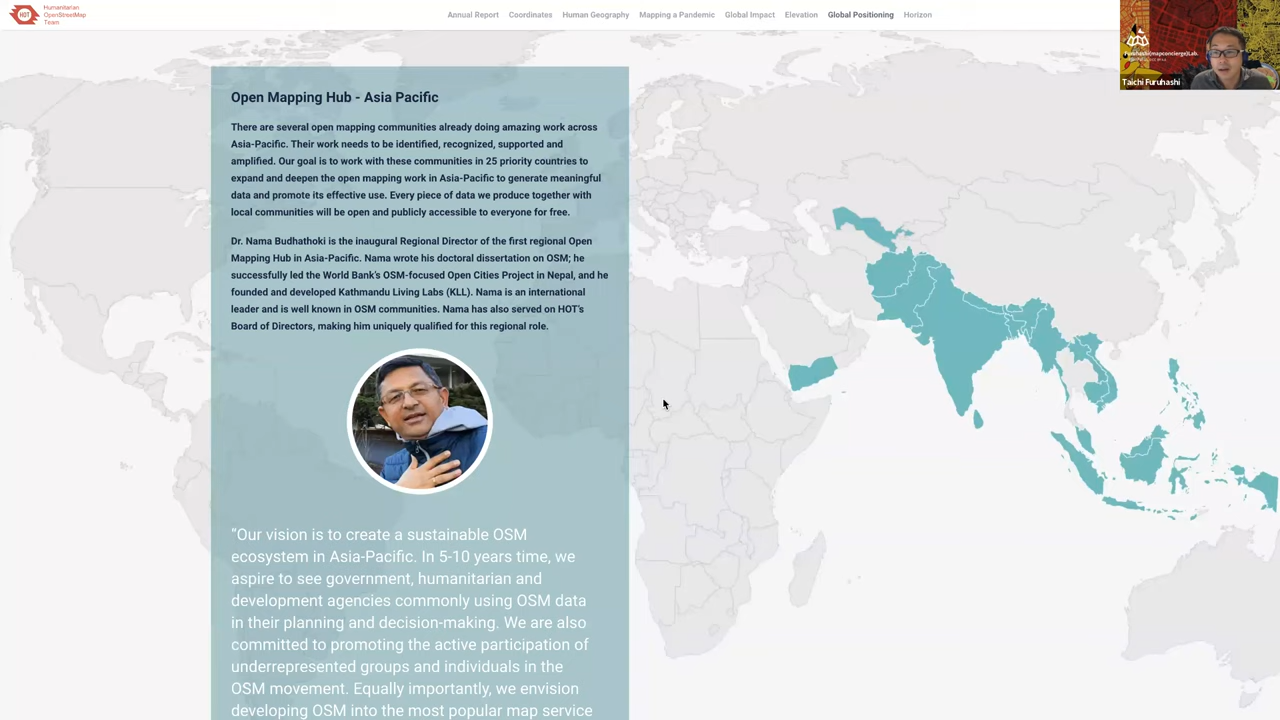 HOT
Humanitarian
OpenStreetMap
Team
Annual Report Coordinates Human Geography Mapping a Pandemic Global Impact Elevation Global Positioning Horizon
Taichi Furuhashi
Open Mapping Hub - Asia Pacific
There are several open mapping communities already doing amazing work across
Asia-Pacific. Their work needs to be identified, recognized, supported and
amplified. Our goal is to work with these communities in 25 priority countries to
expand and deepen the open mapping work in Asia-Pacific to generate meaningful
data and promote its effective use. Every piece of data we produce together with
local communities will be open and publicly accessible to everyone for free.
Dr. Nama Budhathoki is the inaugural Regional Director of the first regional Open
Mapping Hub in Asia-Pacific. Nama wrote his doctoral dissertation on OSM; he
successfully led the World Bank's OSM-focused Open Cities Project in Nepal, and he
founded and developed Kathmandu Living Labs (KLL). Nama is an international
leader and is well known in OSM communities. Nama has also served on HOT's
Board of Directors, making him uniquely qualified for this regional role.
"Our vision is to create a sustainable OSM
ecosystem in Asia-Pacific. In 5-10 years time, we
aspire to see government, humanitarian and
development agencies commonly using OSM data
in their planning and decision-making. We are also
committed to promoting the active participation of
underrepresented groups and individuals in the
OSM movement. Equally importantly, we envision
developing OSM into the most popular map service